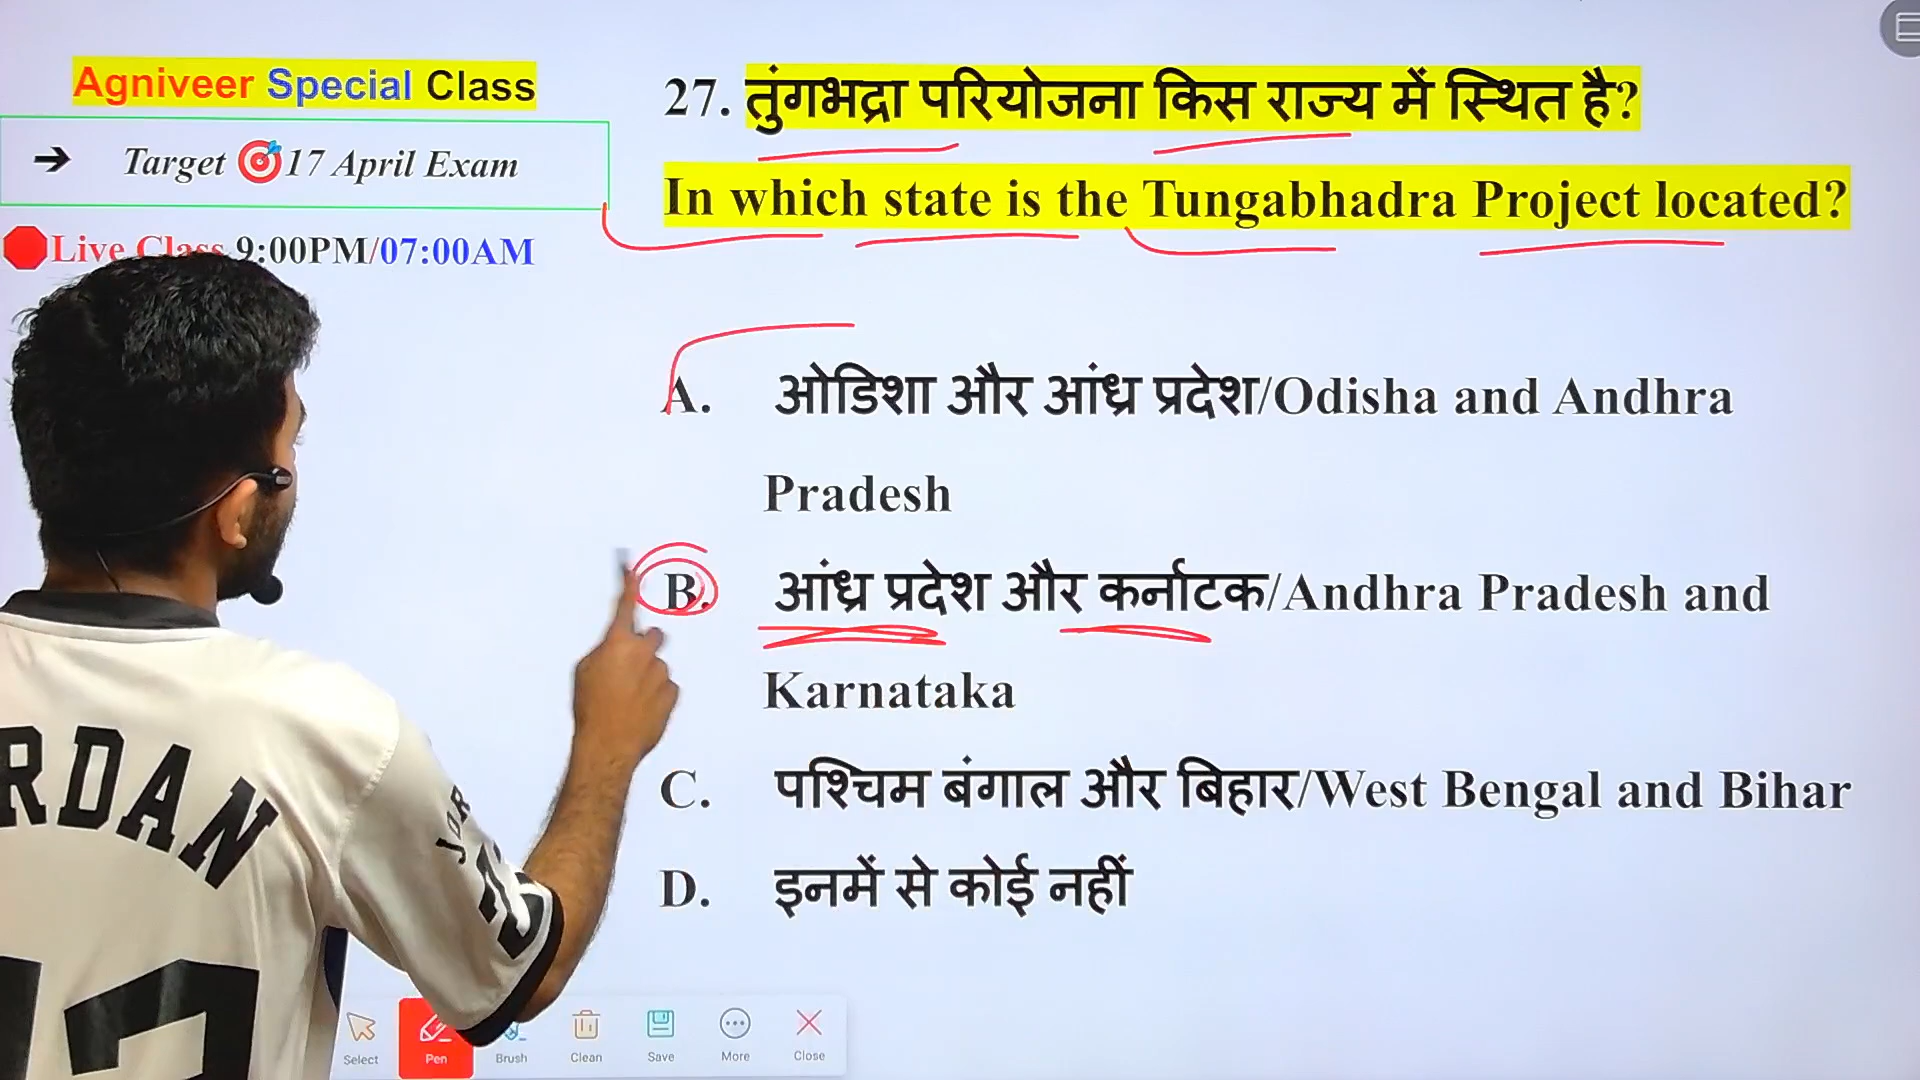 Agniveer Special Class
→ Target 🎯17 April Exam
Live Class 9:00PM/07:00AM
27. तुंगभद्रा परियोजना किस राज्य में स्थित है?
In which state is the Tungabhadra Project located?
A. ओडिशा और आंध्र प्रदेश/Odisha and Andhra
Pradesh
B. आंध्र प्रदेश और कर्नाटक/Andhra Pradesh and
Karnataka
C. पश्चिम बंगाल और बिहार/West Bengal and Bihar
D. इनमें से कोई नहीं
RDAN
JOR
Select Pen Brush Clean Save More Close